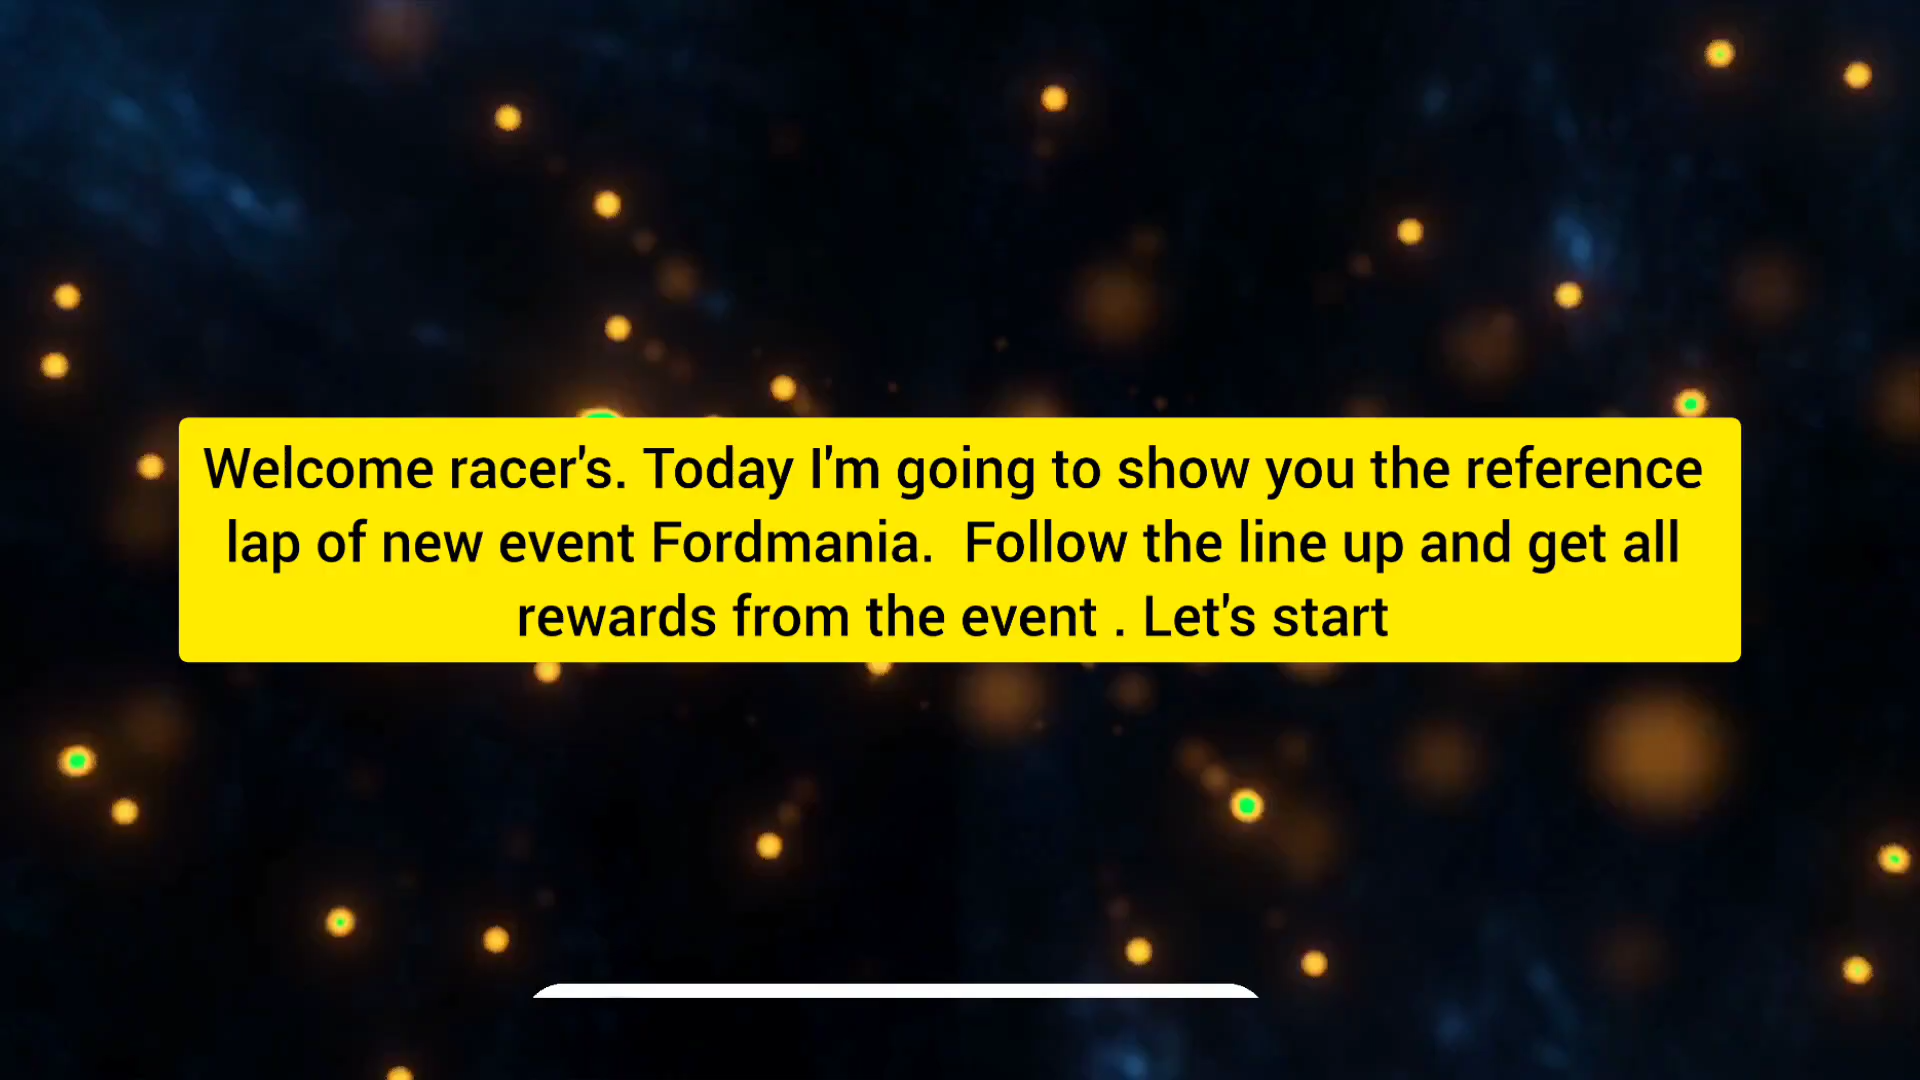 Welcome racer's. Today I'm going to show you the reference
lap of new event Fordmania.  Follow the line up and get all
rewards from the event . Let's start